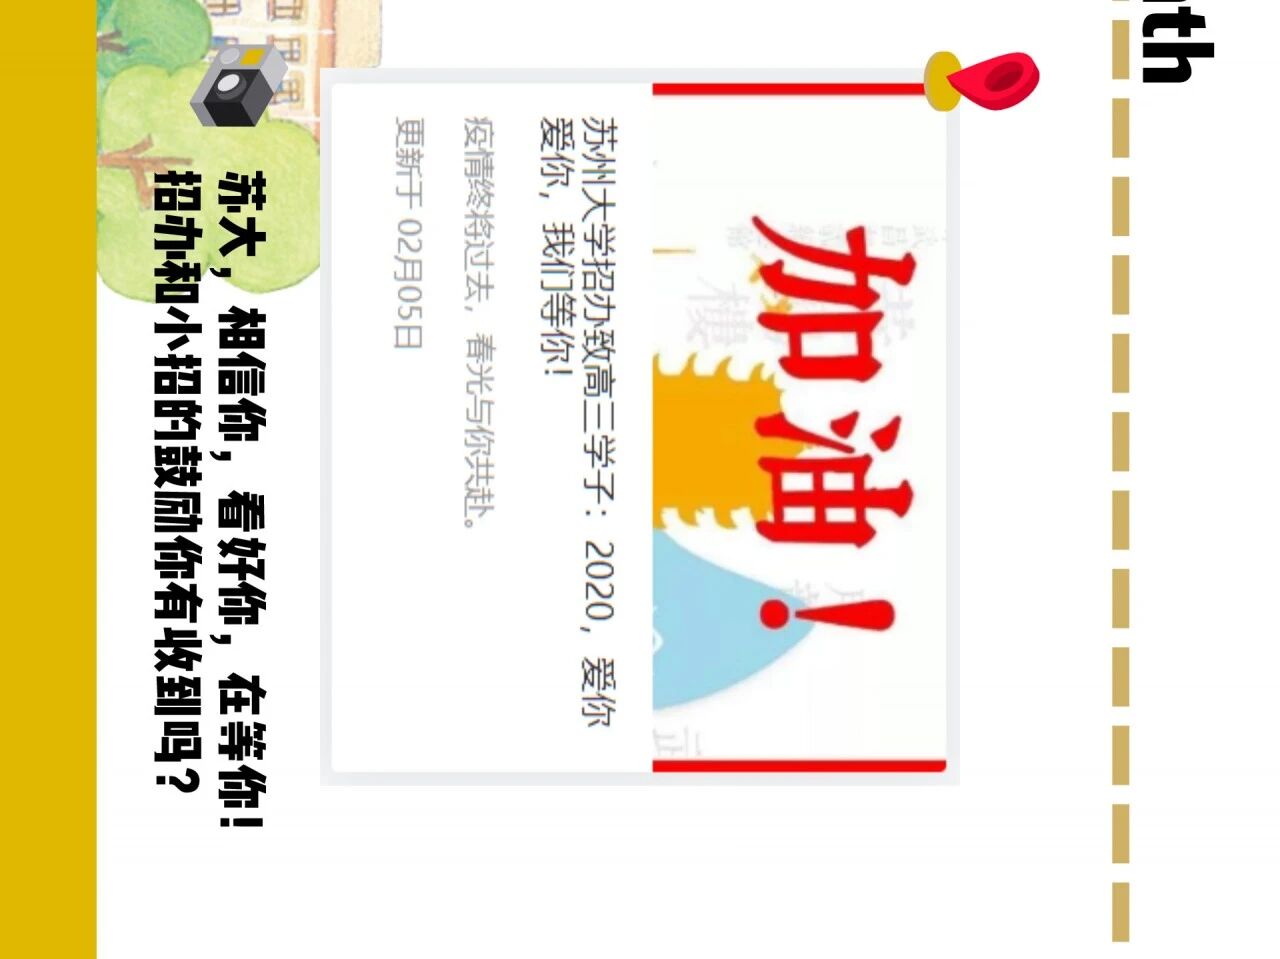 nth
加油！
苏州大学招办致高三学子：2020，爱你
爱你，我们等你！
疫情终将过去，春光与你共赴。
更新于 02月05日
苏大，相信你，看好你，在等你！
招办和小招的鼓励你有收到吗？